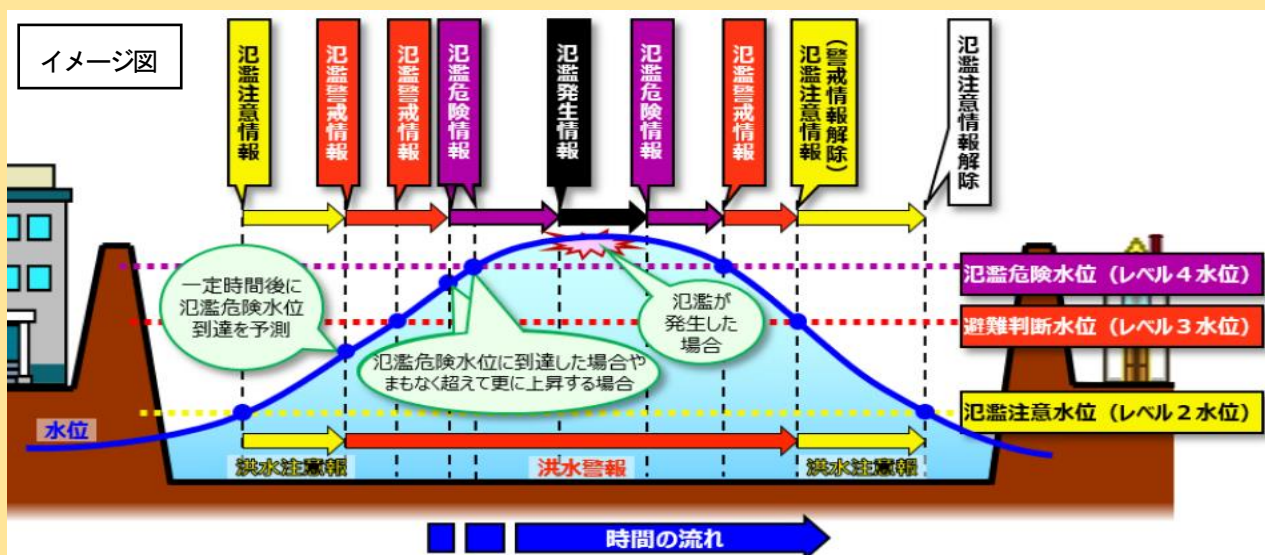 イメージ図
氾濫注意情報
氾濫警戒情報
氾濫警戒情報
氾濫危険情報
氾濫発生情報
氾濫危険情報
氾濫警戒情報
(警戒情報解除)
氾濫注意情報
氾濫注意情報解除
一定時間後に
氾濫危険水位
到達を予測
氾濫危険水位に到達した場合や
まもなく超えて更に上昇する場合
氾濫が
発生した
場合
氾濫危険水位(レベル4水位)
避難判断水位(レベル3水位)
氾濫注意水位(レベル2水位)
水位
洪水注意報
洪水警報
洪水注意報
時間の流れ